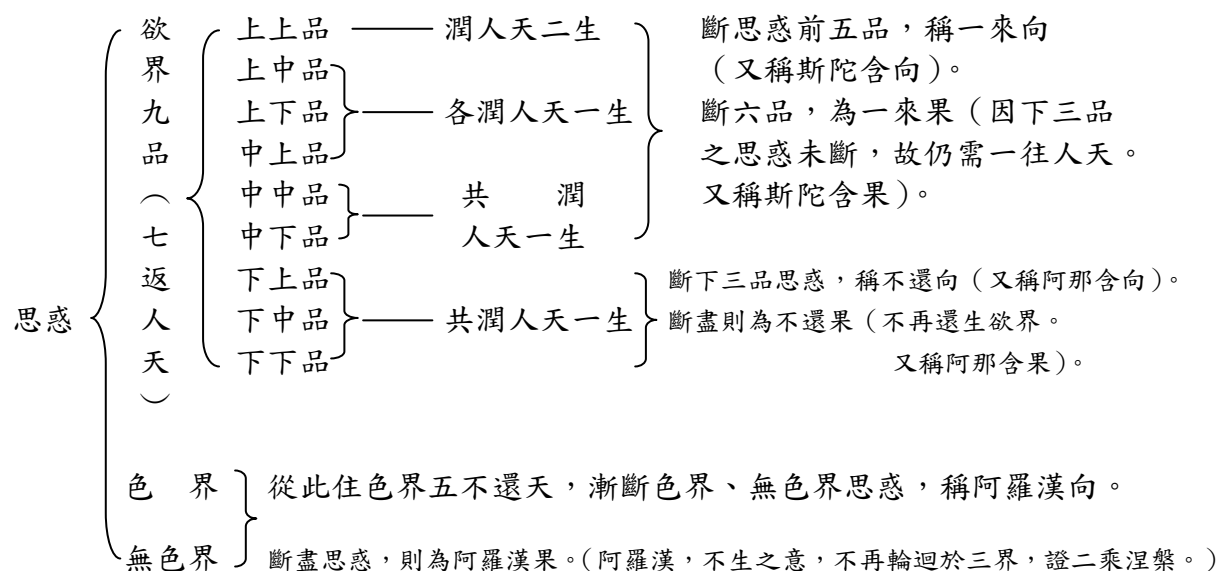 思惑
欲界九品（七返人天）
上上品 潤人天二生
上中品
上下品 各潤人天一生
中上品
中中品 共潤
中下品 人天一生
斷思惑前五品，稱一來向
（又稱斯陀含向）。
斷六品，為一來果（因下三品
之思惑未斷，故仍需一往人天。
又稱斯陀含果）。
下上品
下中品 共潤人天一生
下下品
斷下三品思惑，稱不還向（又稱阿那含向）。
斷盡則為不還果（不再還生欲界。
又稱阿那含果）。
色界
無色界
從此住色界五不還天，漸斷色界、無色界思惑，稱阿羅漢向。
斷盡思惑，則為阿羅漢果。（阿羅漢，不生之意，不再輪迴於三界，證二乘涅槃。）